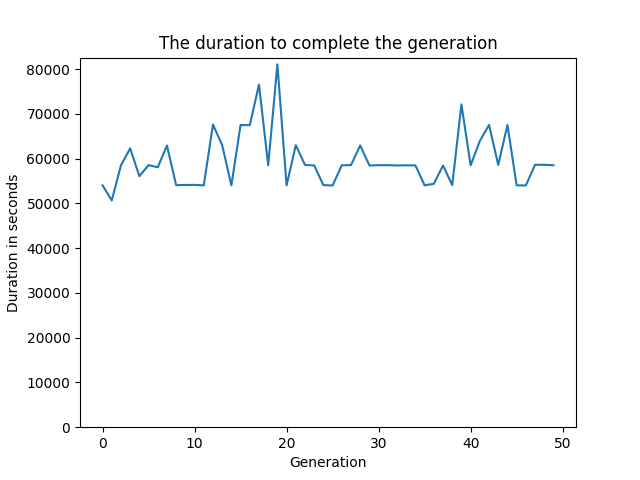 The duration to complete the generation
80000
70000
60000
50000
40000
30000
20000
10000
0
Duration in seconds
0 10 20 30 40 50
Generation